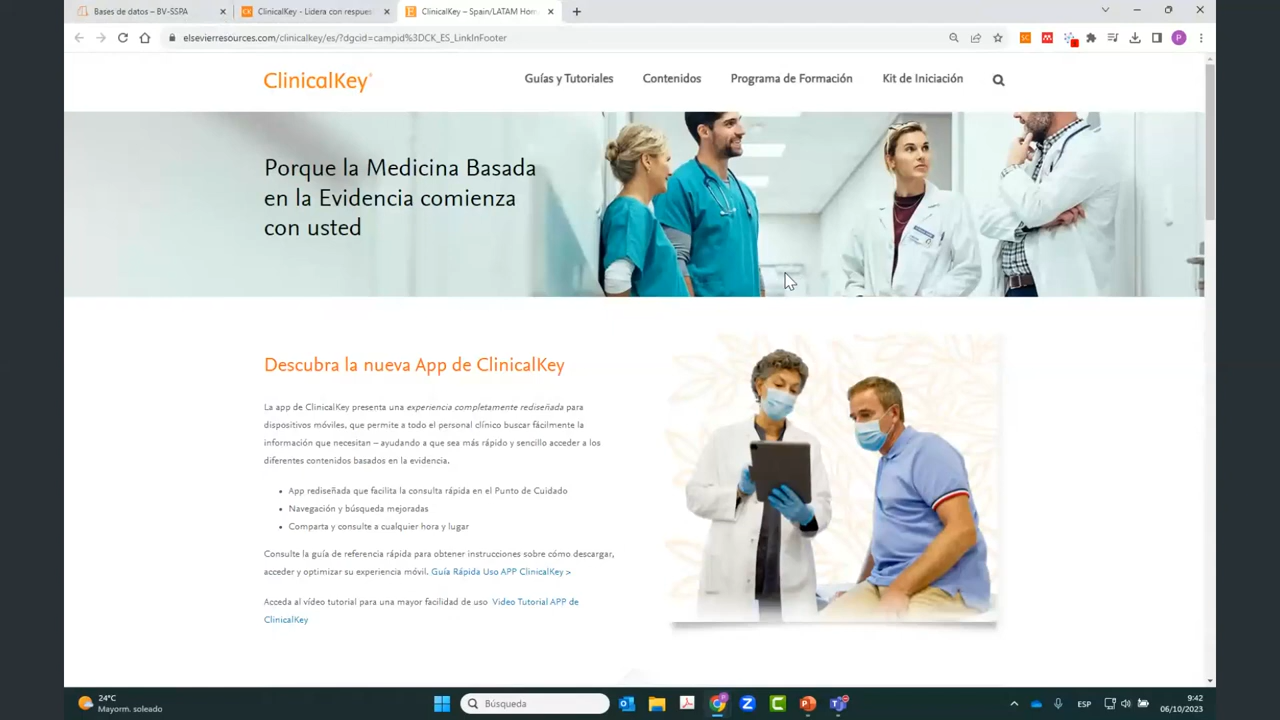 Bases de datos – BV-SSPA
ClinicalKey - Lidera con respues
ClinicalKey – Spain/LATAM Hom
elsevierresources.com/clinicalkey/es/?dgcid=campid%3DCK_ES_LinkInFooter
ClinicalKey
Guías y Tutoriales
Contenidos
Programa de Formación
Kit de Iniciación
Porque la Medicina Basada
en la Evidencia comienza
con usted
Descubra la nueva App de ClinicalKey
La app de ClinicalKey presenta una experiencia completamente rediseñada para
dispositivos móviles, que permite a todo el personal clínico buscar fácilmente la
información que necesitan – ayudando a que sea más rápido y sencillo acceder a los
diferentes contenidos basados en la evidencia.
• App rediseñada que facilita la consulta rápida en el Punto de Cuidado
• Navegación y búsqueda mejoradas
• Comparta y consulte a cualquier hora y lugar
Consulte la guía de referencia rápida para obtener instrucciones sobre cómo descargar,
acceder y optimizar su experiencia móvil. Guía Rápida Uso APP ClinicalKey >
Acceda al vídeo tutorial para una mayor facilidad de uso Video Tutorial APP de
ClinicalKey
24°C
Mayorm. soleado
Búsqueda
ESP
9:42
06/10/2023